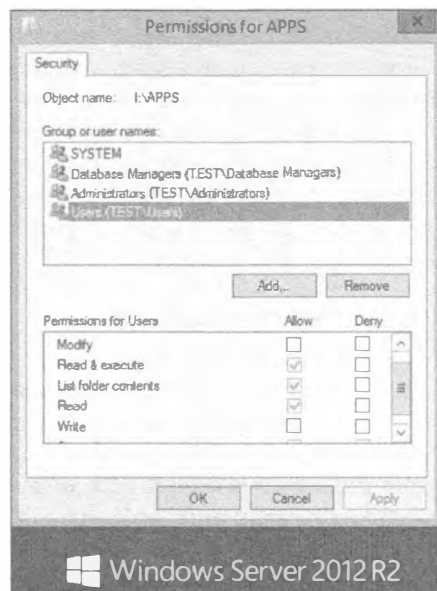 Permissions for APPS
Security
Object name: I:\APPS
Group or user names:
SYSTEM
Database Managers (TEST\Database Managers)
Administrators (TEST\Administrators)
Users (TEST\Users)
Add...
Remove
Permissions for Users Allow Deny
Modify
Read & execute
List folder contents
Read
Write
OK
Cancel
Apply
Windows Server 2012 R2